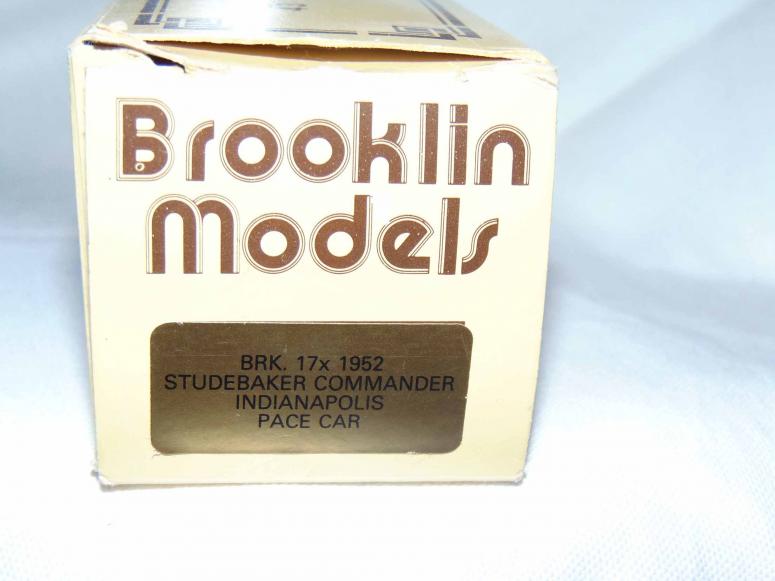 Brooklin
Models
BRK. 17x 1952
STUDEBAKER COMMANDER
INDIANAPOLIS
PACE CAR